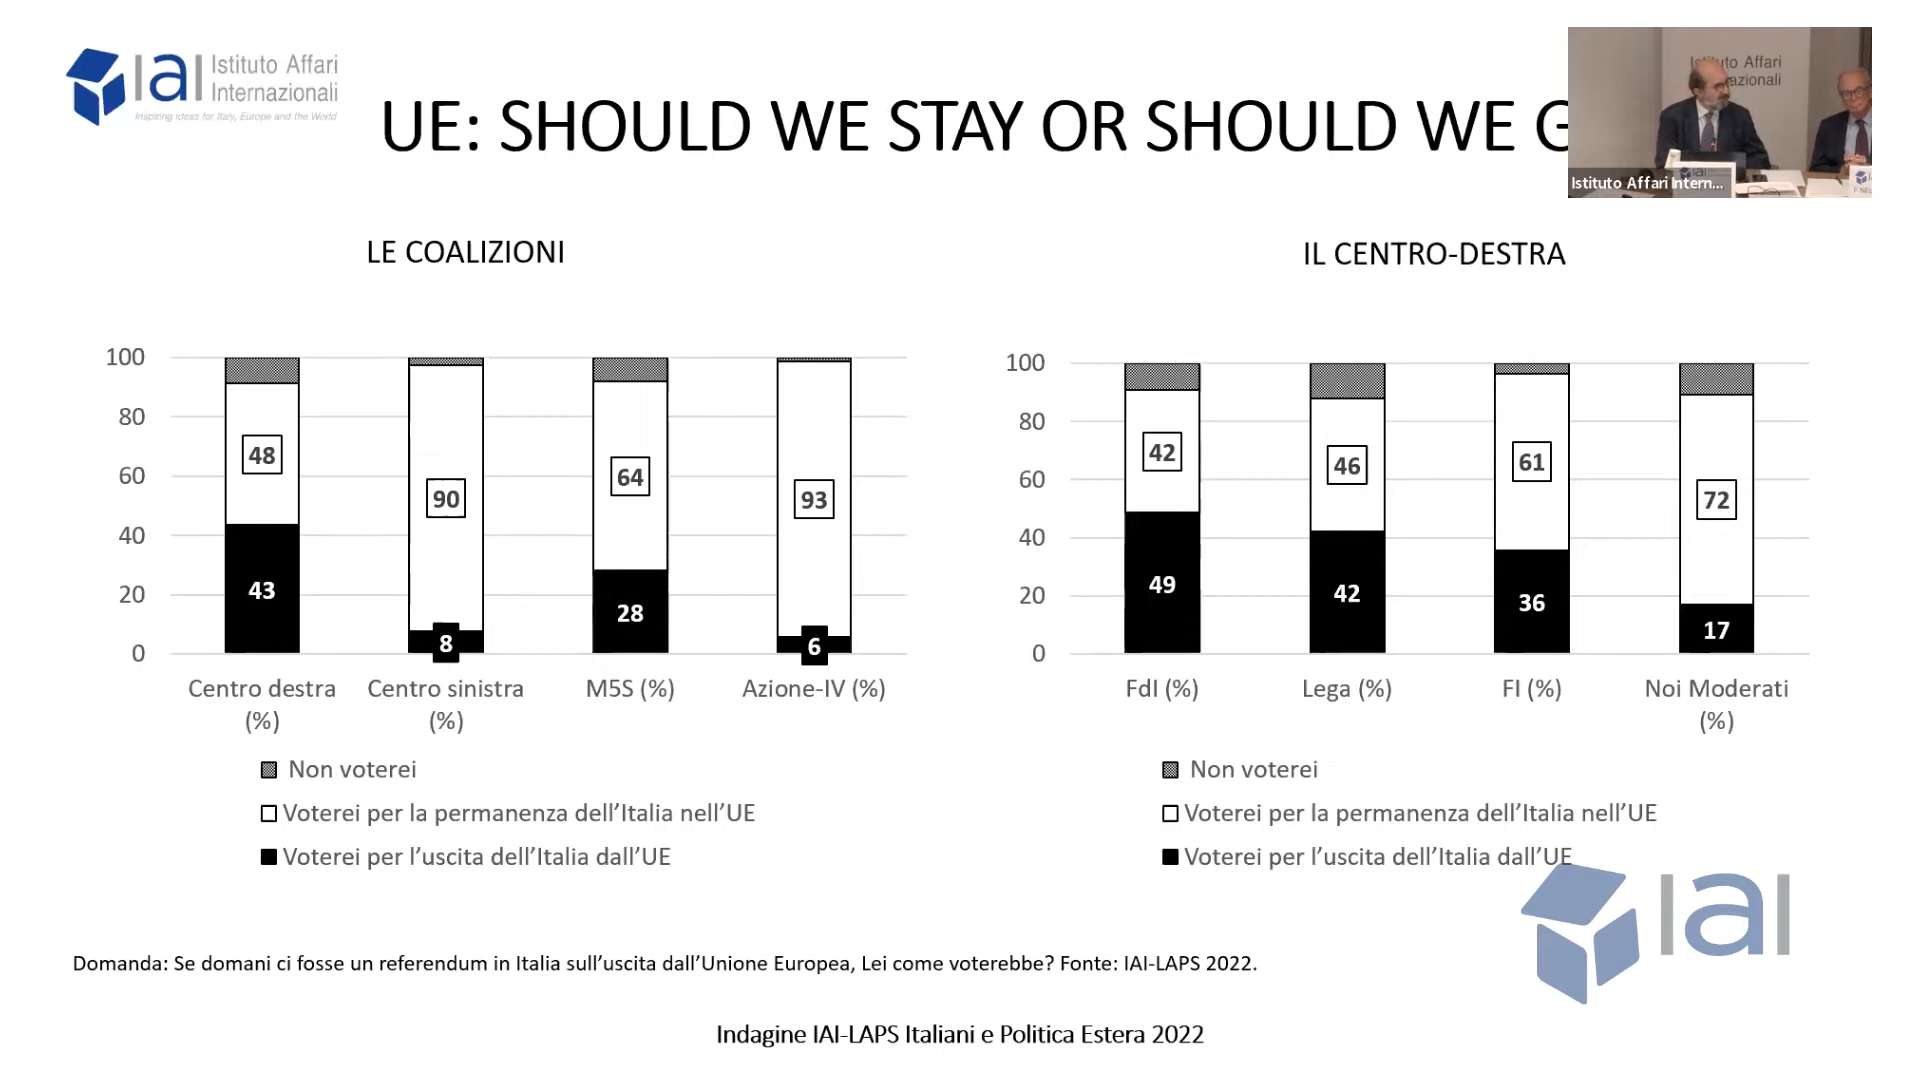 IAI Istituto Affari
Internazionali
Inspiring ideas for Italy, Europe and the World
UE: SHOULD WE STAY OR SHOULD WE G
Istituto Affari
azionali
Istituto Affari Intern...
LE COALIZIONI
100
80
60
40
20
0
48
43
90
8
64
28
93
6
Centro destra
(%)
Centro sinistra
(%)
M5S (%)
Azione-IV (%)
Non voterei
Voterei per la permanenza dell’Italia nell’UE
Voterei per l’uscita dell’Italia dall’UE
IL CENTRO-DESTRA
100
80
60
40
20
0
42
49
46
42
61
36
72
17
FdI (%)
Lega (%)
FI (%)
Noi Moderati
(%)
Non voterei
Voterei per la permanenza dell’Italia nell’UE
Voterei per l’uscita dell’Italia dall’UE
IAI
Domanda: Se domani ci fosse un referendum in Italia sull’uscita dall’Unione Europea, Lei come voterebbe? Fonte: IAI-LAPS 2022.
Indagine IAI-LAPS Italiani e Politica Estera 2022